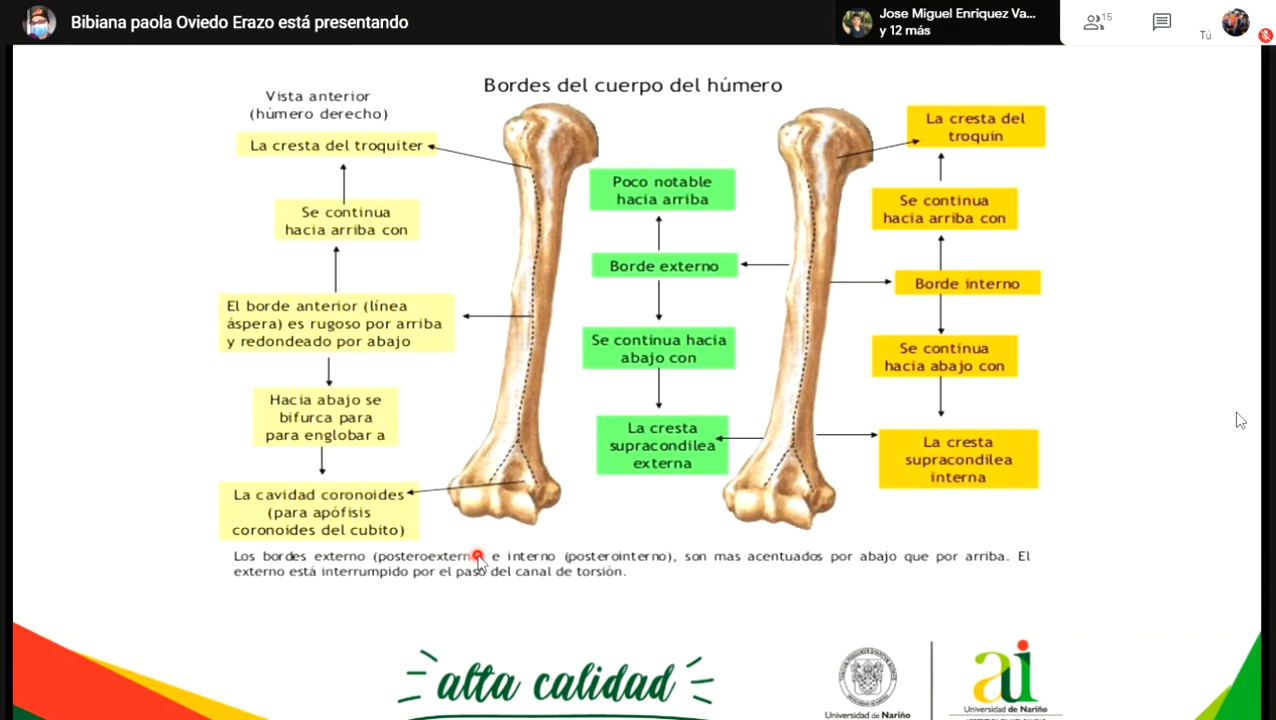 Bibiana paola Oviedo Erazo está presentando
Jose Miguel Enriquez Va...
y 12 más
15
Tú
Bordes del cuerpo del húmero
Vista anterior
(húmero derecho)
La cresta del troquiter
Se continua
hacia arriba con
El borde anterior (línea
áspera) es rugoso por arriba
y redondeado por abajo
Hacia abajo se
bifurca para
para englobar a
La cavidad coronoides
(para apófisis
coronoides del cubito)
Poco notable
hacia arriba
Borde externo
Se continua hacia
abajo con
La cresta
supracondilea
externa
La cresta del
troquin
Se continua
hacia arriba con
Borde interno
Se continua
hacia abajo con
La cresta
supracondilea
interna
Los bordes externo (posteroextern e interno (posterointerno), son mas acentuados por abajo que por arriba. El
externo está interrumpido por el paso del canal de torsión.
alta calidad
Universidad de Nariño
ai
Universidad de Nariño